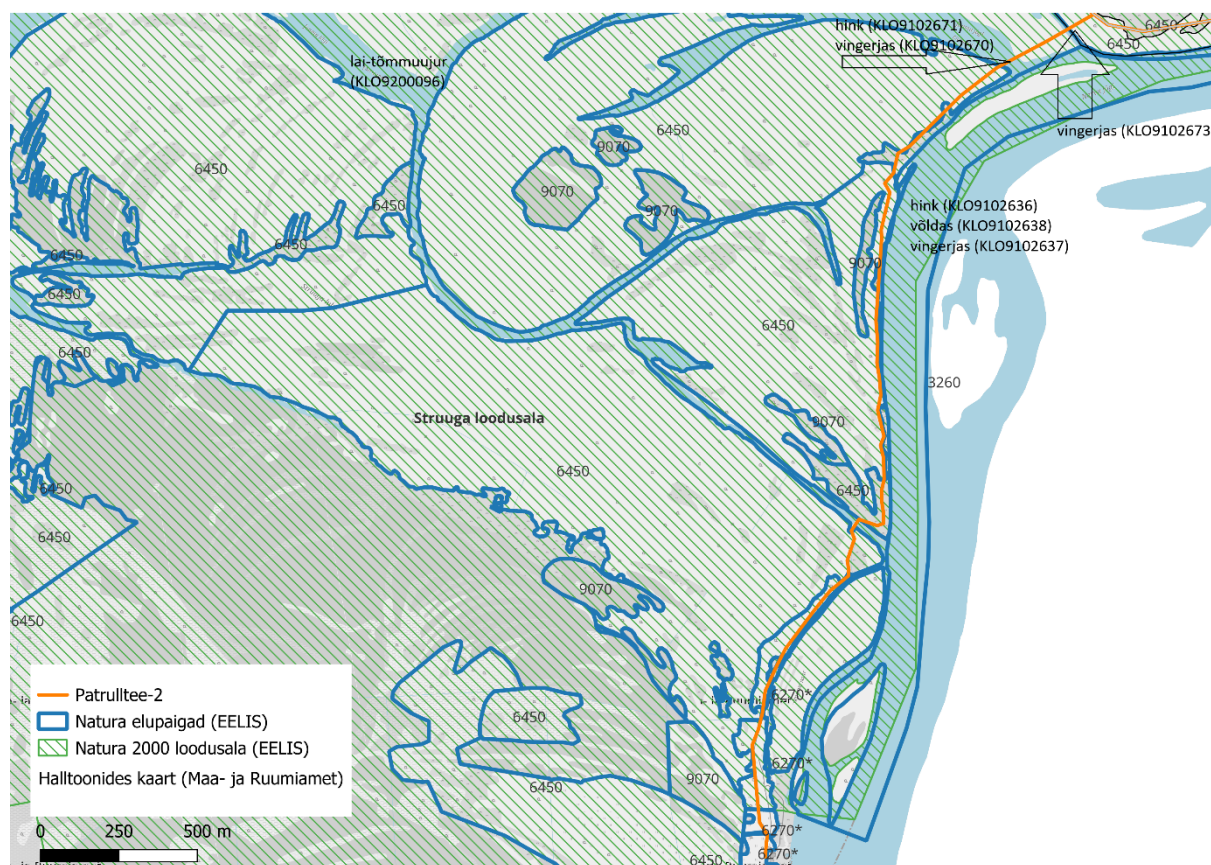 hink (KLO9102671)
vingerjas (KLO9102670)
6450
6450
lai-tõmmuujur
(KLO9200096)
vingerjas (KLO9102673
6450
9070
6450
9070
9070
6450
hink (KLO9102636)
võldas (KLO9102638)
vingerjas (KLO9102637)
6450
6450
9070
6450
6450
6450
3260
Struuga loodusala
9070
6450
6450
6450
6450
9070
6450
6270*
6450
6270*
9070
6450
6270*
6450
6270*
Patrulltee-2
Natura elupaigad (EELIS)
Natura 2000 loodusala (EELIS)
Halltoonides kaart (Maa- ja Ruumiamet)
0 250 500 m